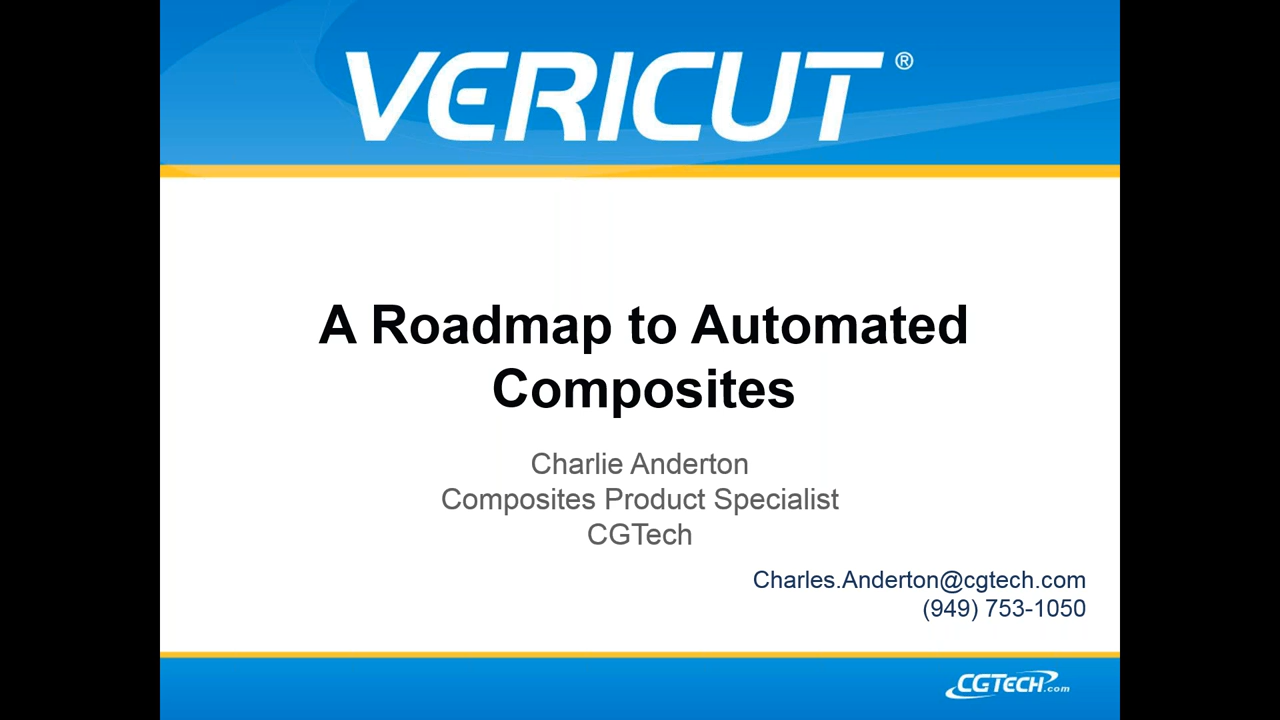 VERICUT®
A Roadmap to Automated
Composites
Charlie Anderton
Composites Product Specialist
CGTech
Charles.Anderton@cgtech.com
(949) 753-1050
CGTECH.com